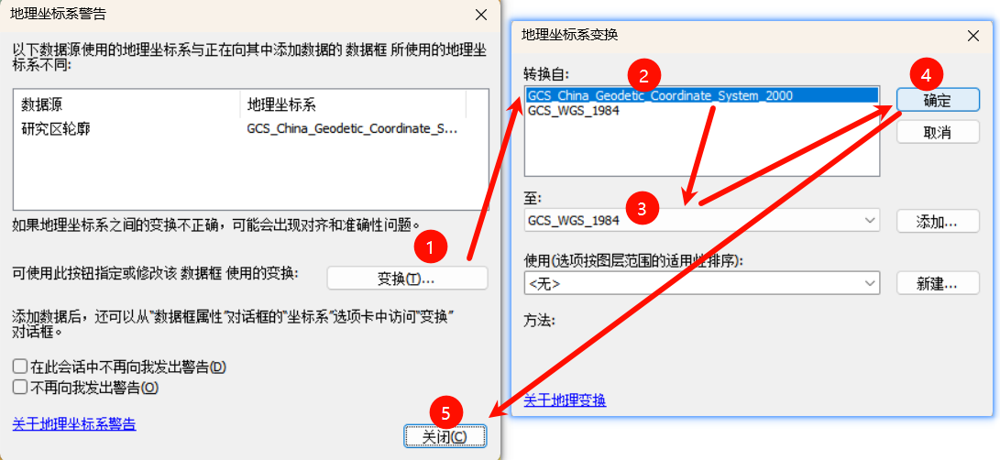 地理坐标系警告
以下数据源使用的地理坐标系与正在向其中添加数据的 数据框 所使用的地理坐
标系不同:
数据源 地理坐标系
研究区轮廓 GCS_China_Geodetic_Coordinate_S...
如果地理坐标系之间的变换不正确，可能会出现对齐和准确性问题。
1
可使用此按钮指定或修改该 数据框 使用的变换: 变换(T)...
添加数据后，还可以从“数据框属性”对话框的“坐标系”选项卡中访问“变换”
对话框。
在此会话中不再向我发出警告(D)
不再向我发出警告(O)
关于地理坐标系警告
5
关闭(C)
地理坐标系变换
转换自:
2
4
GCS_China_Geodetic_Coordinate_System_2000
GCS_WGS_1984
确定
取消
至:
3
GCS_WGS_1984
添加...
使用(选项按图层范围的适用性排序):
<无>
新建...
方法:
关于地理变换